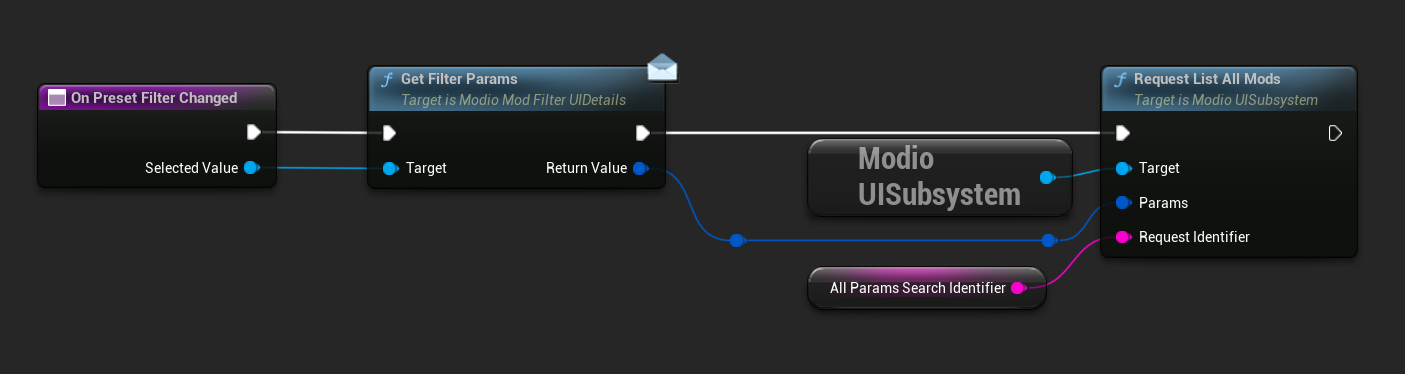 On Preset Filter Changed
Selected Value
Get Filter Params
Target is Modio Mod Filter UIDetails
Target
Return Value
Modio
UISubsystem
All Params Search Identifier
Request List All Mods
Target is Modio UISubsystem
Target
Params
Request Identifier